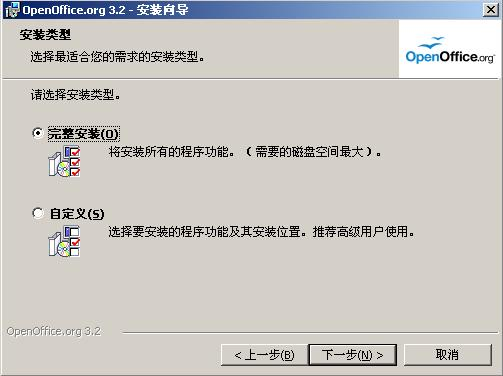 OpenOffice.org 3.2 - 安装向导
安装类型
选择最适合您的需求的安装类型。
OpenOffice.org
请选择安装类型。
完整安装(O)
将安装所有的程序功能。（需要的磁盘空间最大）。
自定义(S)
选择要安装的程序功能及其安装位置。推荐高级用户使用。
OpenOffice.org 3.2
< 上一步(B) 下一步(N) > 取消